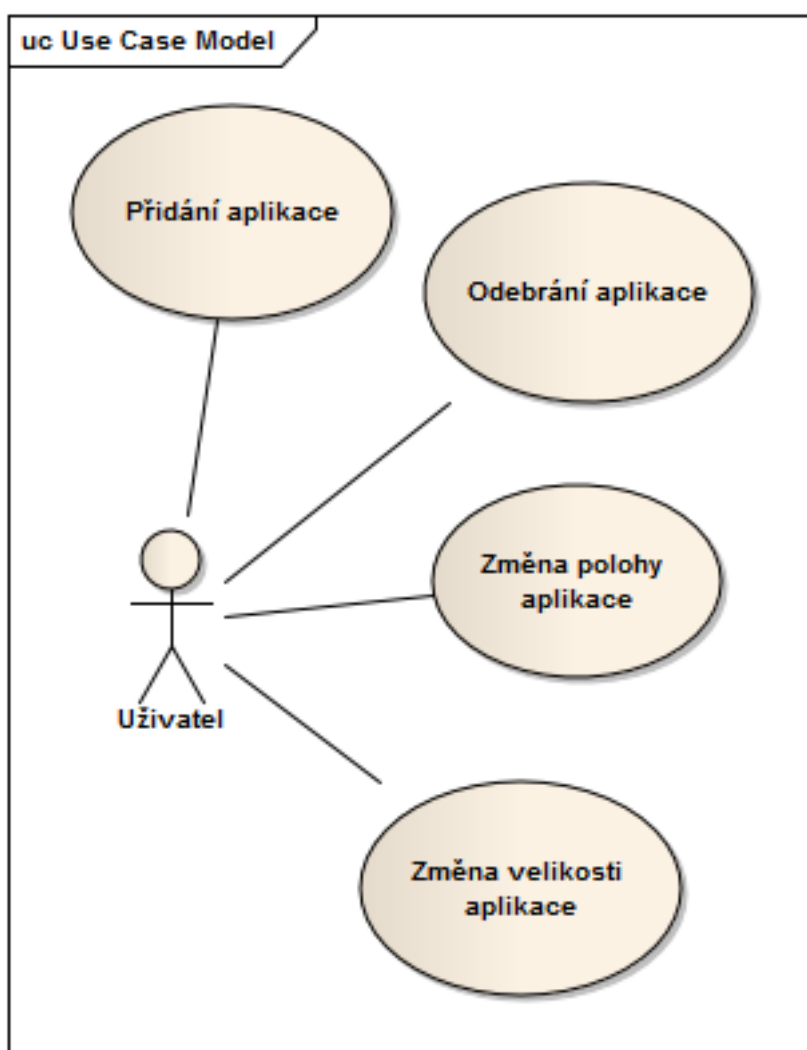 uc Use Case Model
Přidání aplikace
Odebrání aplikace
Změna polohy
aplikace
Uživatel
Změna velikosti
aplikace